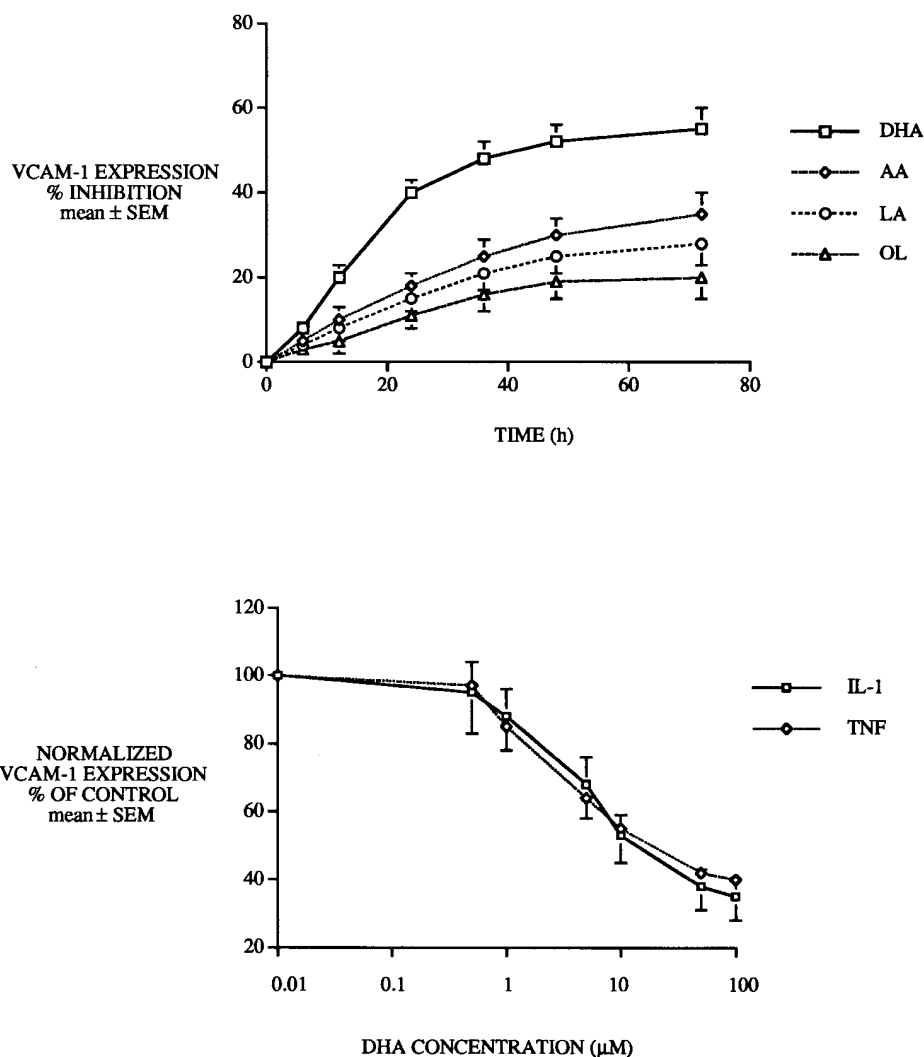 80
60
40
20
0
VCAM-1 EXPRESSION
% INHIBITION
mean ± SEM
0 20 40 60 80
TIME (h)
DHA
AA
LA
OL
120
100
80
60
40
20
NORMALIZED
VCAM-1 EXPRESSION
% OF CONTROL
mean ± SEM
0.01 0.1 1 10 100
DHA CONCENTRATION (µM)
IL-1
TNF